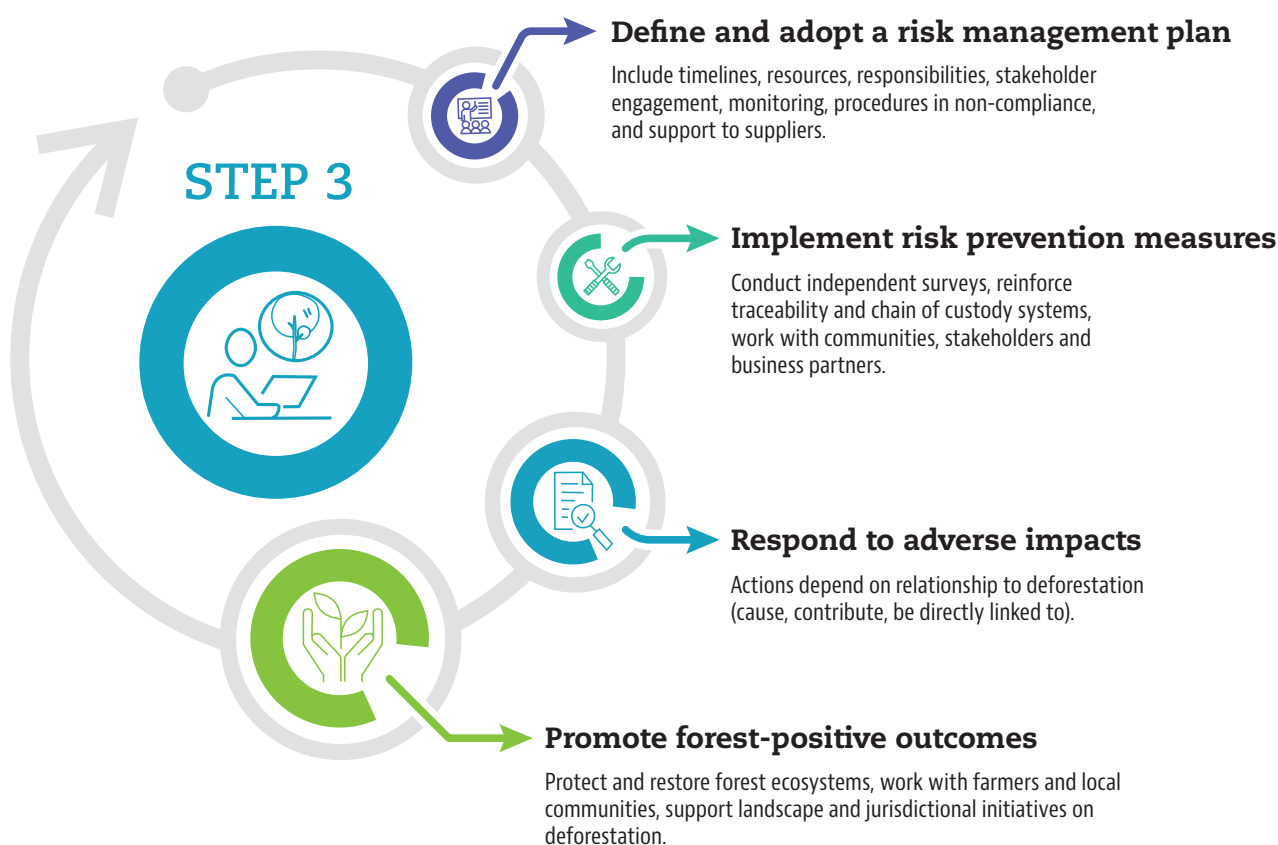 Define and adopt a risk management plan
Include timelines, resources, responsibilities, stakeholder
engagement, monitoring, procedures in non-compliance,
and support to suppliers.
STEP 3
Implement risk prevention measures
Conduct independent surveys, reinforce
traceability and chain of custody systems,
work with communities, stakeholders and
business partners.
Respond to adverse impacts
Actions depend on relationship to deforestation
(cause, contribute, be directly linked to).
Promote forest-positive outcomes
Protect and restore forest ecosystems, work with farmers and local
communities, support landscape and jurisdictional initiatives on
deforestation.